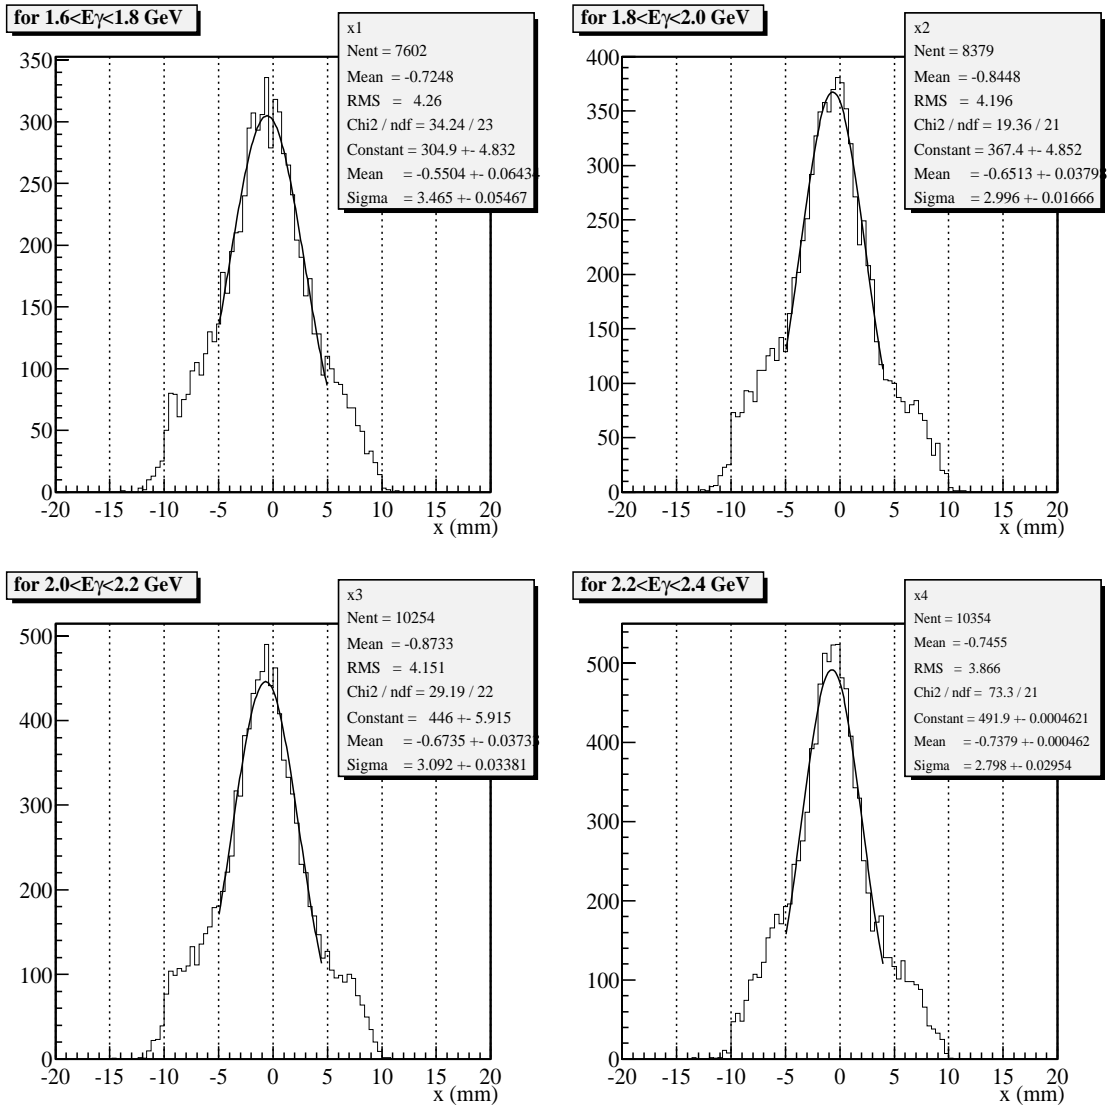 for 1.6<Eγ<1.8 GeV
x1
Nent = 7602
Mean = -0.7248
RMS = 4.26
Chi2 / ndf = 34.24 / 23
Constant = 304.9 +- 4.832
Mean = -0.5504 +- 0.06434
Sigma = 3.465 +- 0.05467
350
300
250
200
150
100
50
0
-20 -15 -10 -5 0 5 10 15 20
x (mm)
for 1.8<Eγ<2.0 GeV
x2
Nent = 8379
Mean = -0.8448
RMS = 4.196
Chi2 / ndf = 19.36 / 21
Constant = 367.4 +- 4.852
Mean = -0.6513 +- 0.03793
Sigma = 2.996 +- 0.01666
400
350
300
250
200
150
100
50
0
-20 -15 -10 -5 0 5 10 15 20
x (mm)
for 2.0<Eγ<2.2 GeV
x3
Nent = 10254
Mean = -0.8733
RMS = 4.151
Chi2 / ndf = 29.19 / 22
Constant = 446 +- 5.915
Mean = -0.6735 +- 0.03733
Sigma = 3.092 +- 0.03381
500
400
300
200
100
0
-20 -15 -10 -5 0 5 10 15 20
x (mm)
for 2.2<Eγ<2.4 GeV
x4
Nent = 10354
Mean = -0.7455
RMS = 3.866
Chi2 / ndf = 73.3 / 21
Constant = 491.9 +- 0.0004621
Mean = -0.7379 +- 0.000462
Sigma = 2.798 +- 0.02954
500
400
300
200
100
0
-20 -15 -10 -5 0 5 10 15 20
x (mm)